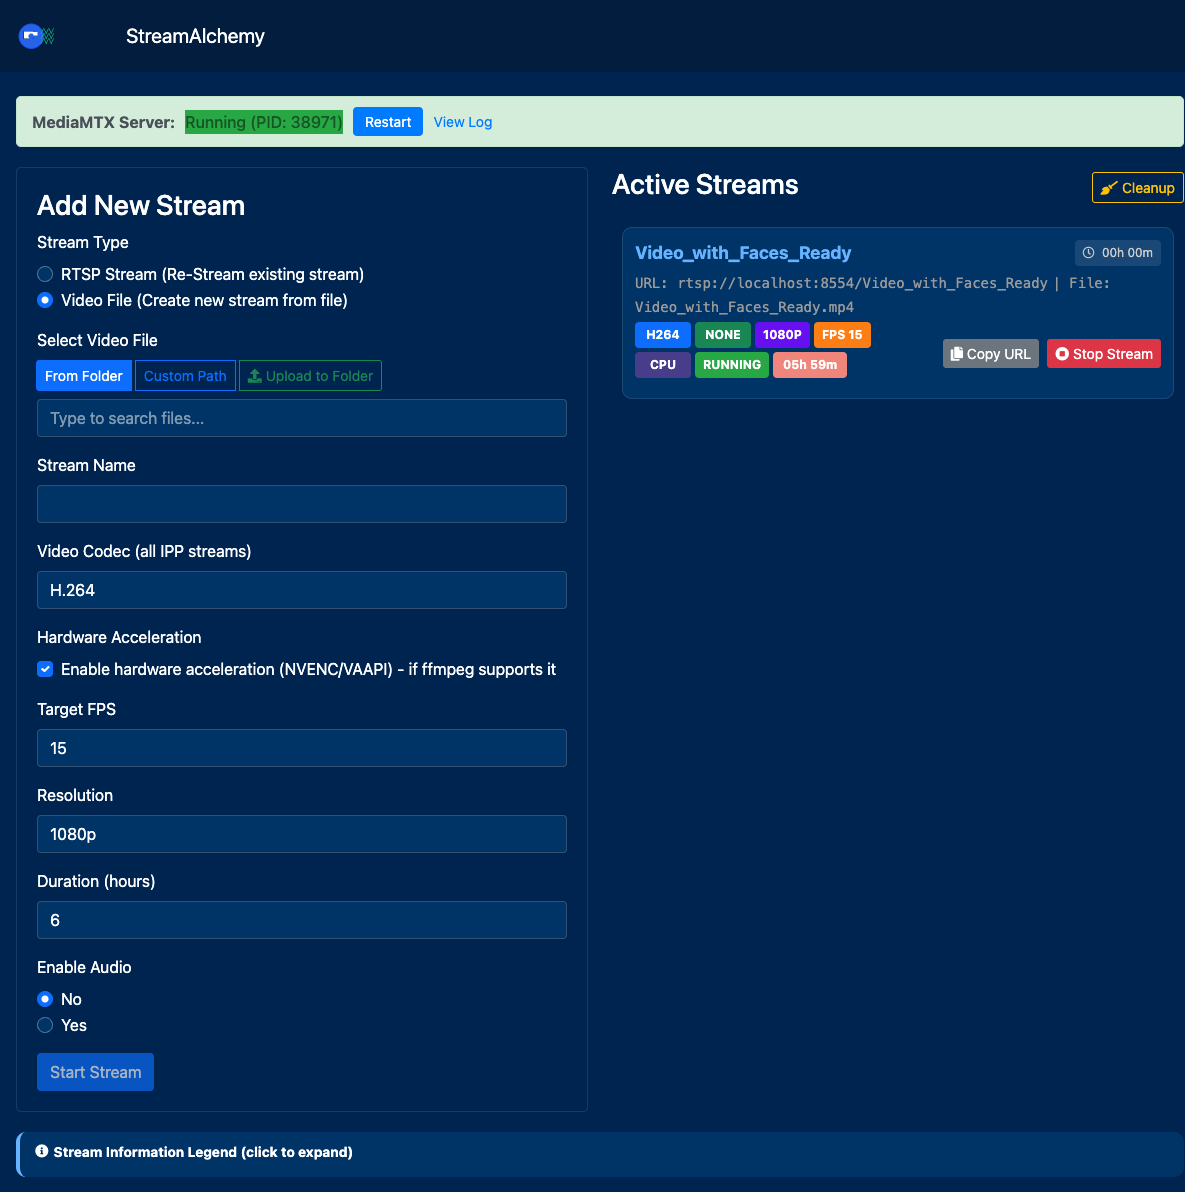 StreamAlchemy
MediaMTX Server: Running (PID: 38971) Restart View Log
Add New Stream
Stream Type
RTSP Stream (Re-Stream existing stream)
Video File (Create new stream from file)
Select Video File
From Folder Custom Path Upload to Folder
Type to search files...
Stream Name
Video Codec (all IPP streams)
H.264
Hardware Acceleration
Enable hardware acceleration (NVENC/VAAPI) - if ffmpeg supports it
Target FPS
15
Resolution
1080p
Duration (hours)
6
Enable Audio
No
Yes
Start Stream
Active Streams
Cleanup
Video_with_Faces_Ready 00h 00m
URL: rtsp://localhost:8554/Video_with_Faces_Ready | File:
Video_with_Faces_Ready.mp4
H264 NONE 1080P FPS 15
CPU RUNNING 05h 59m
Copy URL Stop Stream
Stream Information Legend (click to expand)